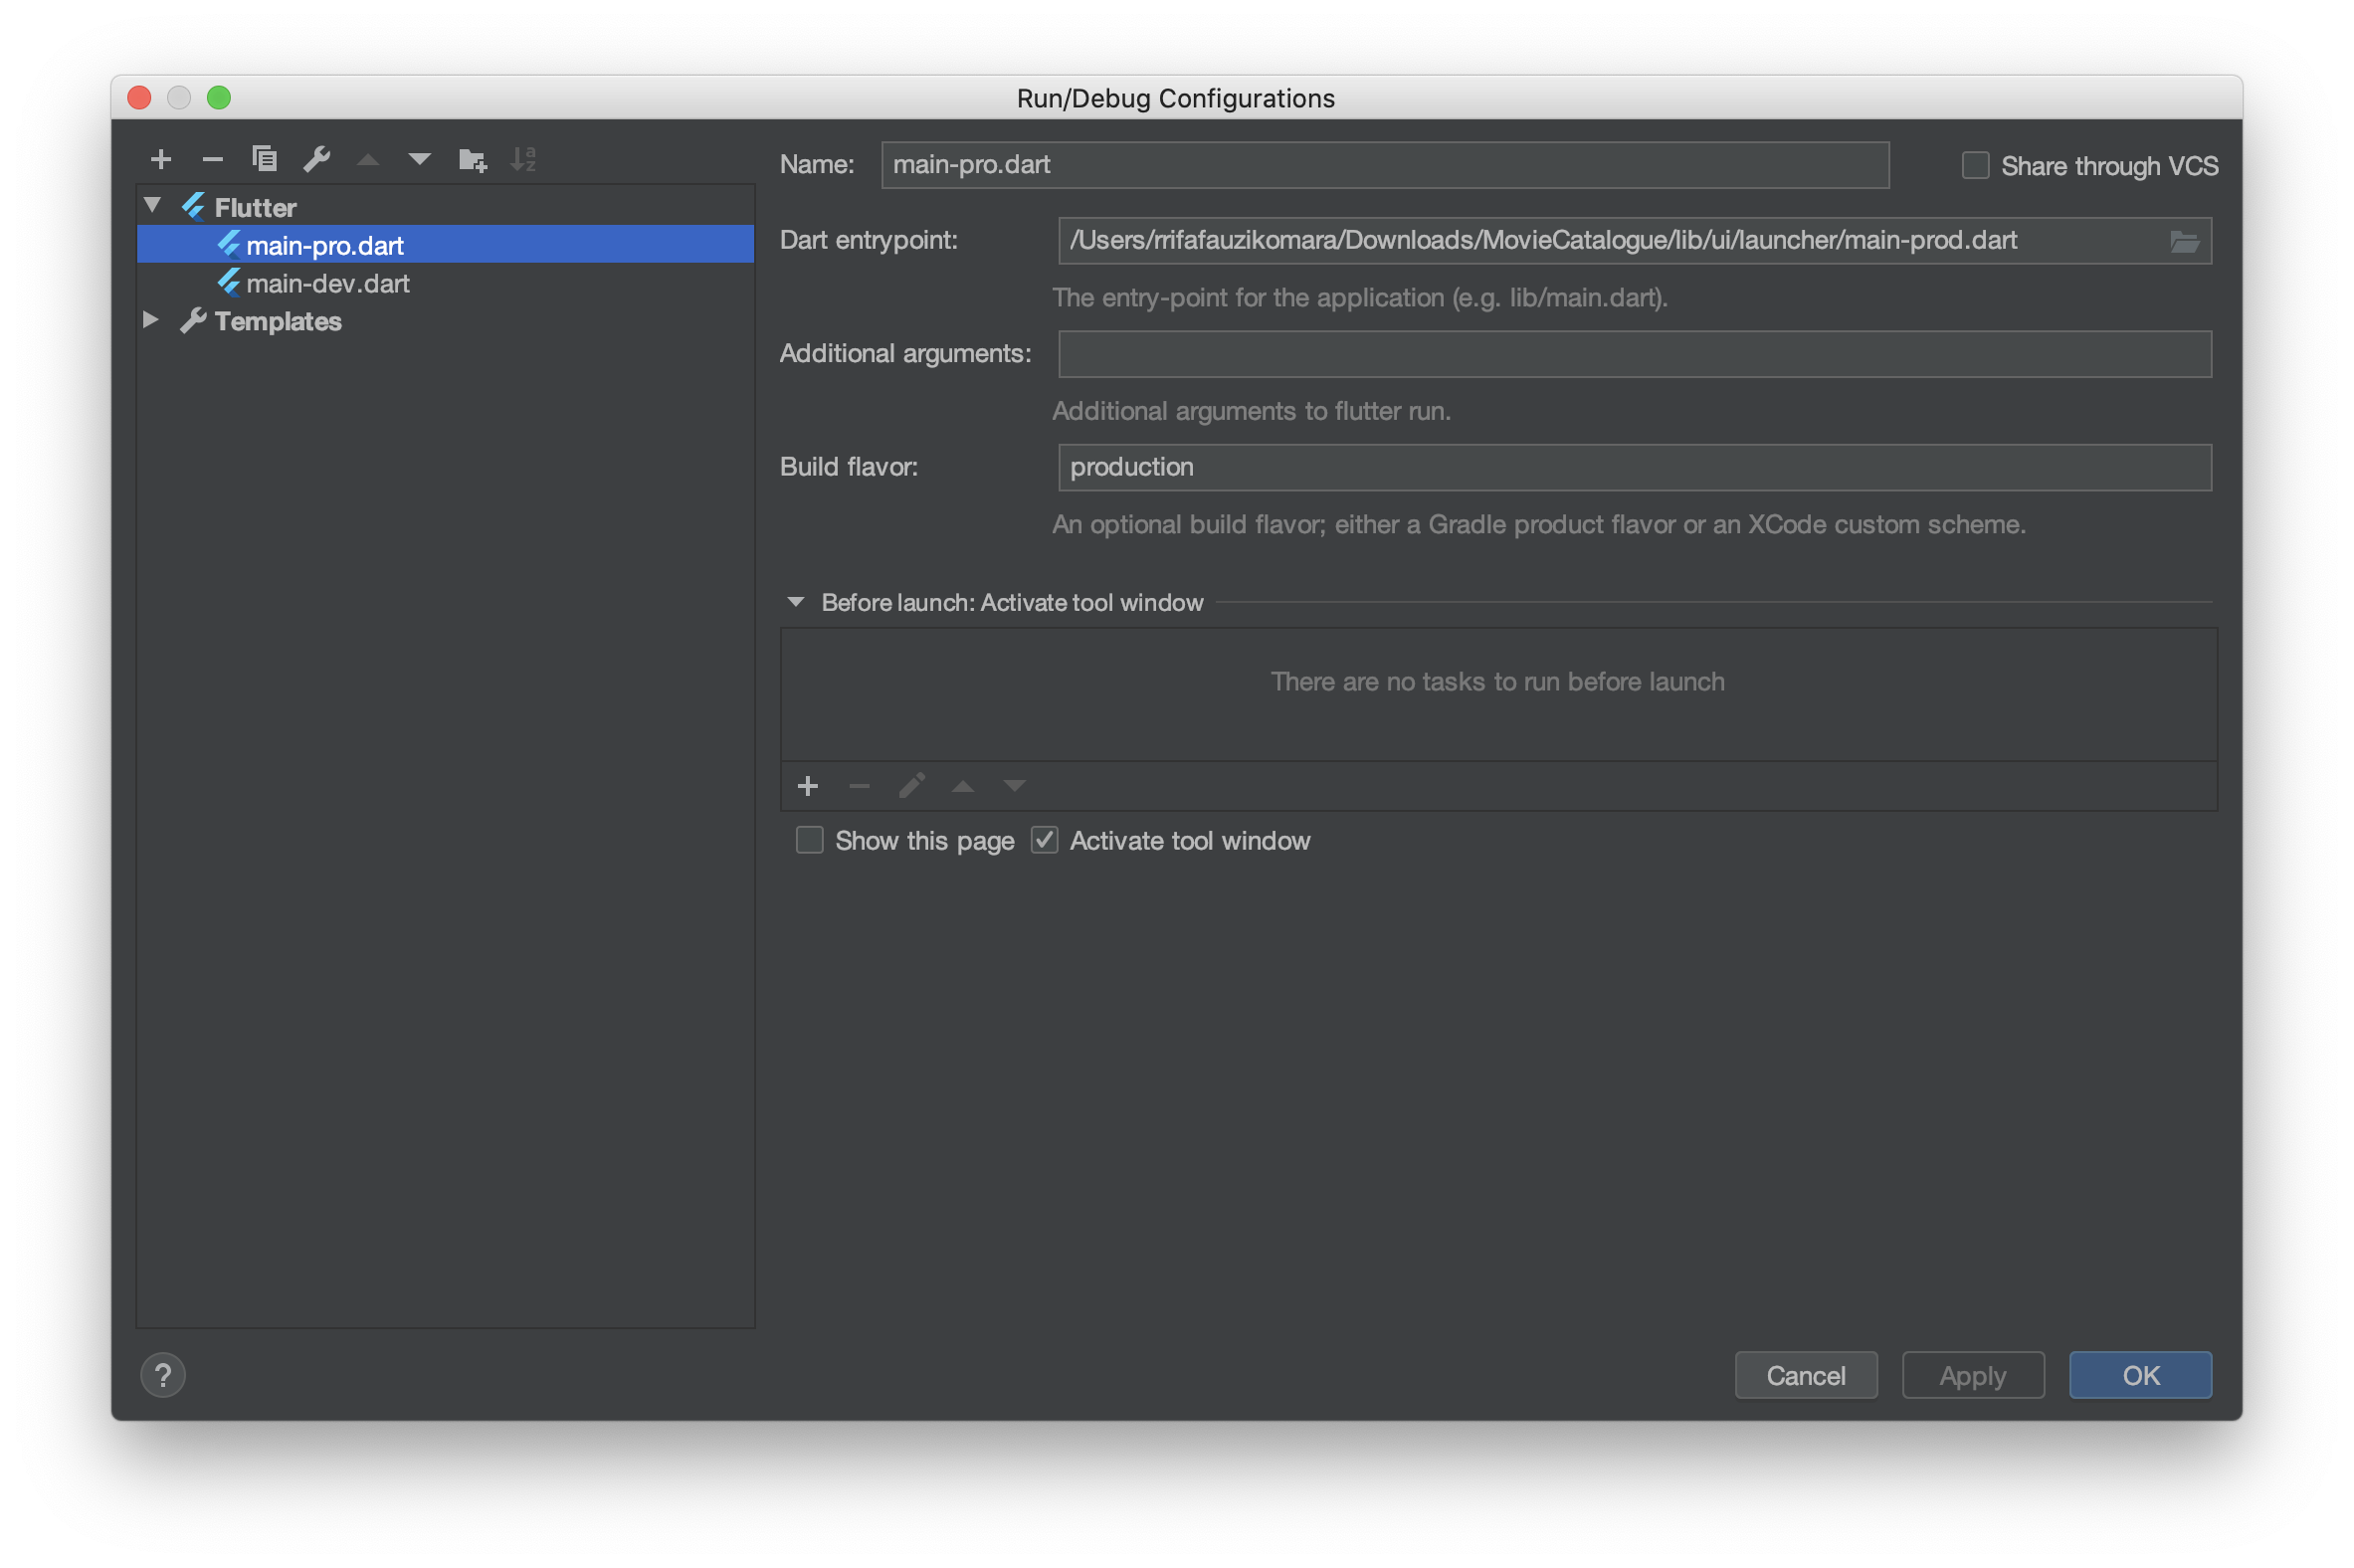 Run/Debug Configurations
Flutter
main-pro.dart
main-dev.dart
Templates
Name: main-pro.dart
Share through VCS
Dart entrypoint: /Users/rrifafauzikomara/Downloads/MovieCatalogue/lib/ui/launcher/main-prod.dart
The entry-point for the application (e.g. lib/main.dart).
Additional arguments:
Additional arguments to flutter run.
Build flavor: production
An optional build flavor; either a Gradle product flavor or an XCode custom scheme.
Before launch: Activate tool window
There are no tasks to run before launch
Show this page Activate tool window
? Cancel Apply OK